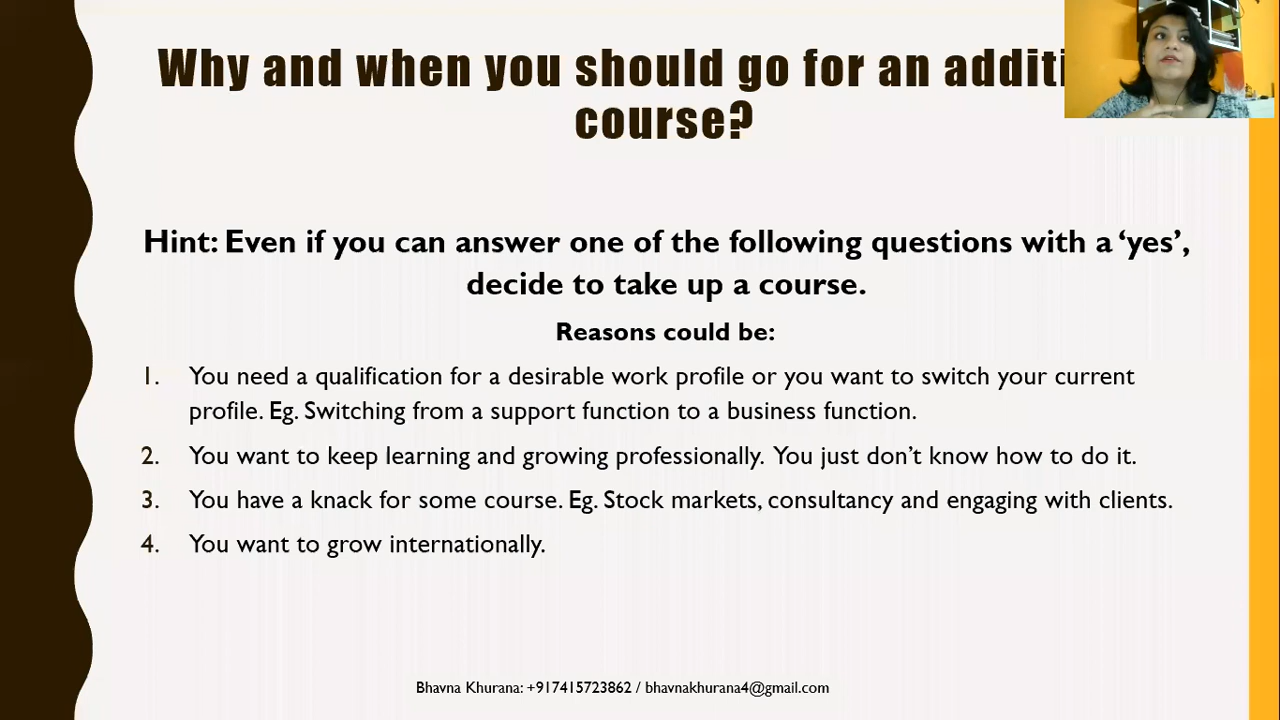 Why and when you should go for an
course?
Hint: Even if you can answer one of the following questions with a ‘yes’,
decide to take up a course.
Reasons could be:
1. You need a qualification for a desirable work profile or you want to switch your current
profile. Eg. Switching from a support function to a business function.
2. You want to keep learning and growing professionally. You just don’t know how to do it.
3. You have a knack for some course. Eg. Stock markets, consultancy and engaging with clients.
4. You want to grow internationally.
Bhavna Khurana: +917415723862 / bhavnakhurana4@gmail.com